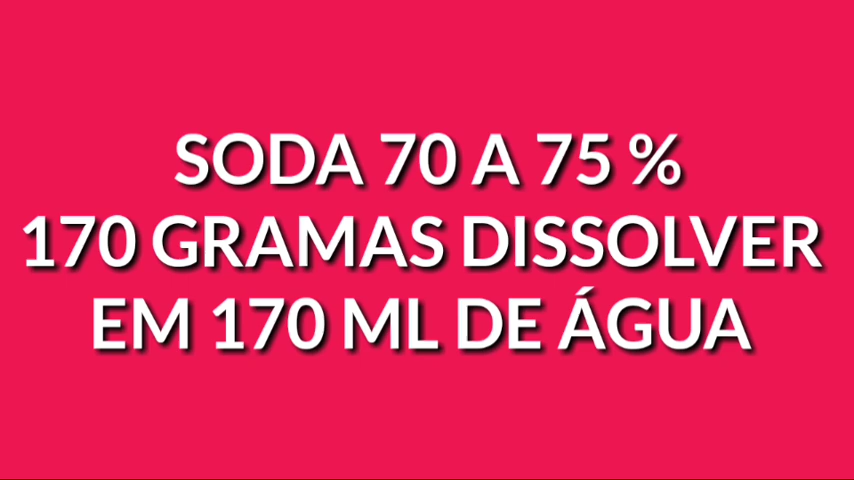 SODA 70 A 75 %
170 GRAMAS DISSOLVER
EM 170 ML DE ÁGUA